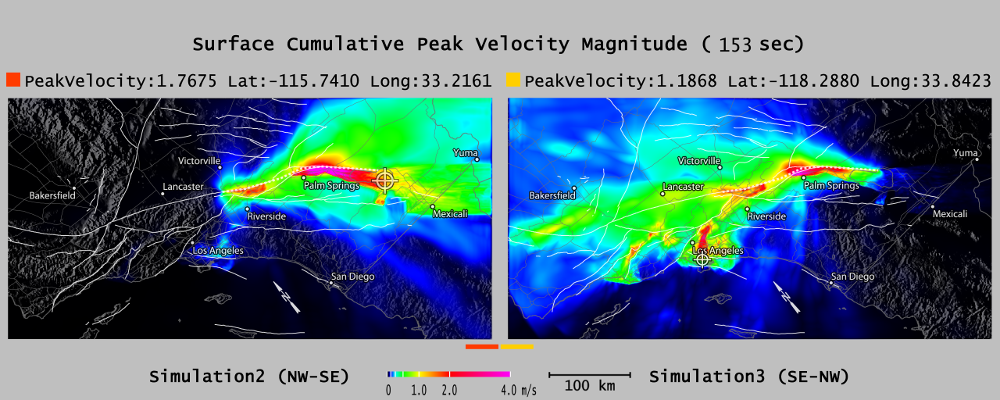 Surface Cumulative Peak Velocity Magnitude ( 153 sec)
PeakVelocity:1.7675 Lat:-115.7410 Long:33.2161
PeakVelocity:1.1868 Lat:-118.2880 Long:33.8423
Yuma
Victorville
Palm Springs
Lancaster
Bakersfield
Mexicali
Riverside
Los Angeles
San Diego
N
Yuma
Victorville
Palm Springs
Lancaster
Bakersfield
Mexicali
Riverside
Los Angeles
San Diego
N
Simulation2 (NW-SE)
0 1.0 2.0 4.0 m/s
100 km
Simulation3 (SE-NW)